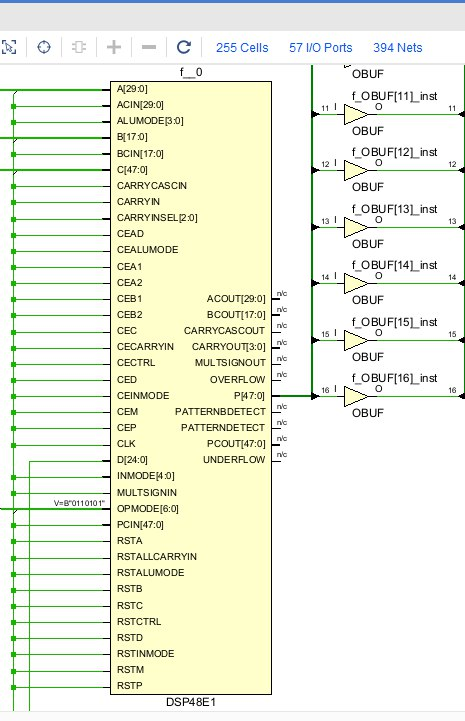 255 Cells 57 I/O Ports 394 Nets
f__0
A[29:0]
ACIN[29:0]
ALUMODE[3:0]
B[17:0]
BCIN[17:0]
C[47:0]
CARRYCASCIN
CARRYIN
CARRYINSEL[2:0]
CEAD
CEALUMODE
CEA1
CEA2
CEB1 ACOUT[29:0] n/c
CEB2 BCOUT[17:0] n/c
CEC CARRYCASCOUT n/c
CECARRYIN CARRYOUT[3:0] n/c
CECTRL MULTSIGNOUT n/c
CED OVERFLOW n/c
CEINMODE P[47:0]
CEM PATTERNBDETECT n/c
CEP PATTERNDETECT n/c
CLK PCOUT[47:0] n/c
D[24:0] UNDERFLOW n/c
INMODE[4:0]
MULTSIGNIN
V=B"0110101" OPMODE[6:0]
PCIN[47:0]
RSTA
RSTALLCARRYIN
RSTALUMODE
RSTB
RSTC
RSTCTRL
RSTD
RSTINMODE
RSTM
RSTP
DSP48E1
OBUF
f_OBUF[11]_inst
11 I O 11
OBUF
f_OBUF[12]_inst
12 I O 12
OBUF
f_OBUF[13]_inst
13 I O 13
OBUF
f_OBUF[14]_inst
14 I O 14
OBUF
f_OBUF[15]_inst
15 I O 15
OBUF
f_OBUF[16]_inst
16 I O 16
OBUF